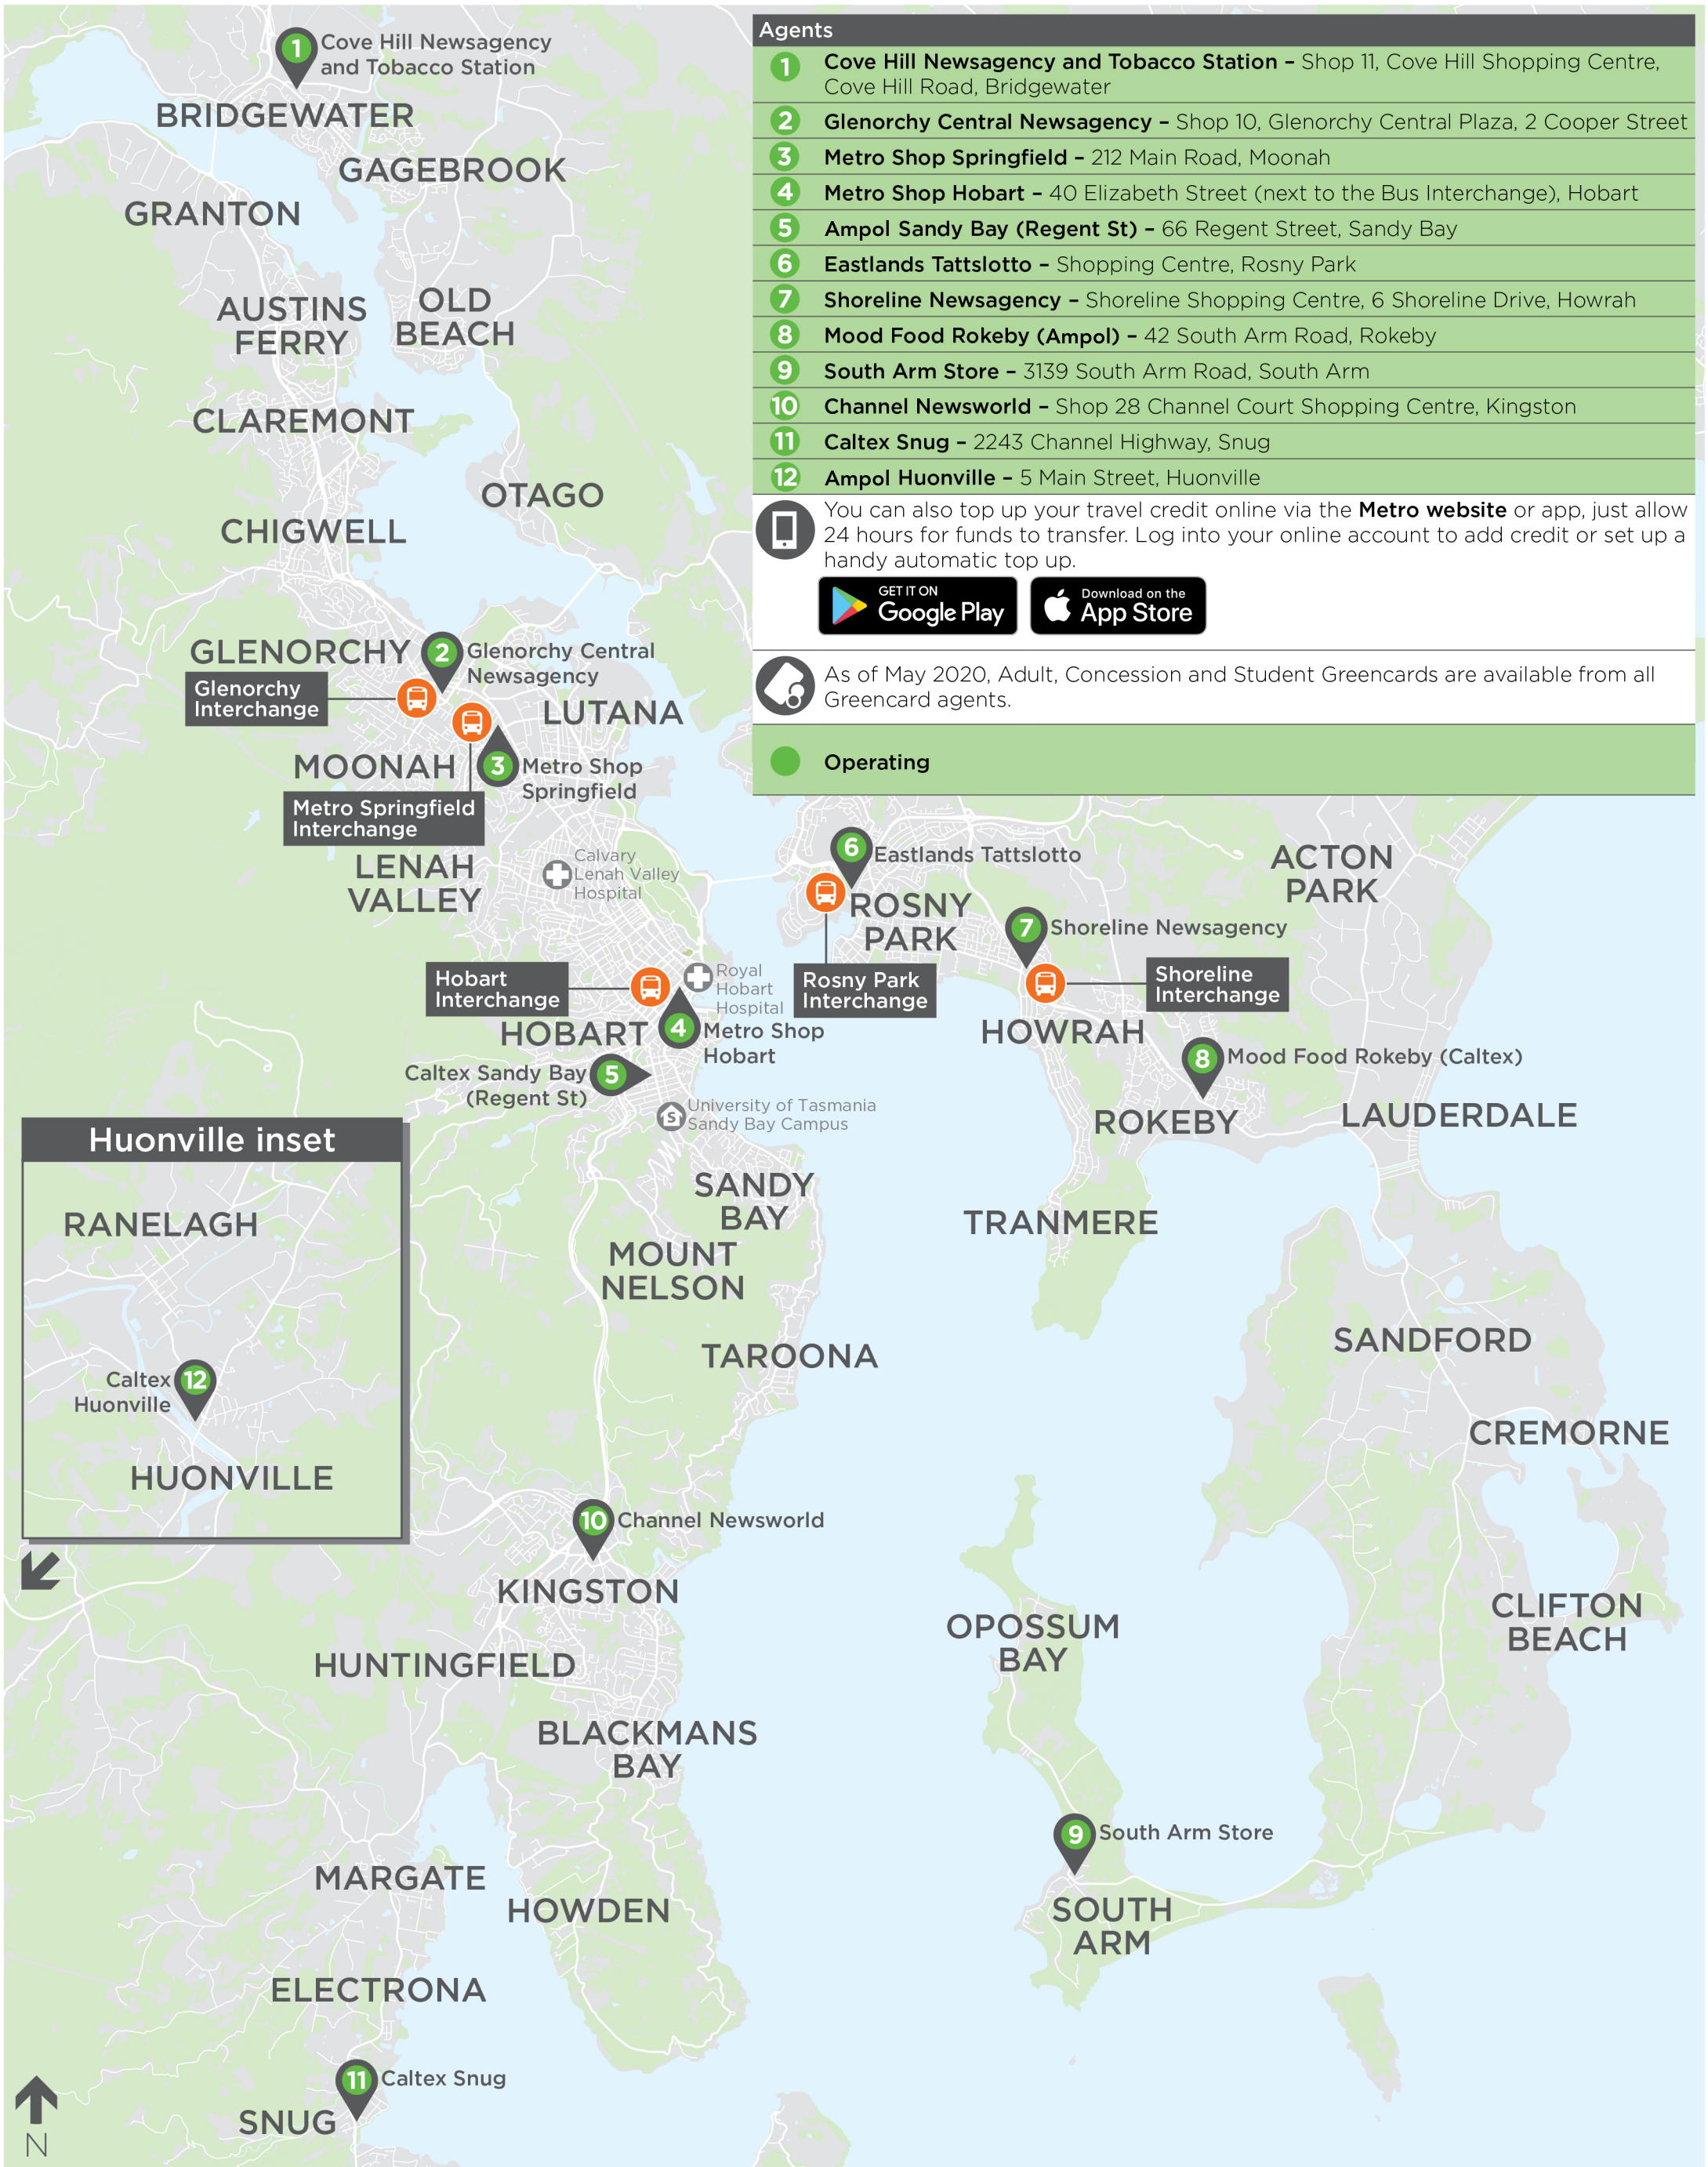 1
Cove Hill Newsagency
and Tobacco Station
BRIDGEWATER
GAGEBROOK
GRANTON
AUSTINS
FERRY
OLD
BEACH
CLAREMONT
OTAGO
CHIGWELL
GLENORCHY
2
Glenorchy Central
Newsagency
Glenorchy
Interchange
LUTANA
MOONAH
3
Metro Shop
Springfield
Metro Springfield
Interchange
LENAH
VALLEY
Calvary
Lenah Valley
Hospital
Agents
1
Cove Hill Newsagency and Tobacco Station – Shop 11, Cove Hill Shopping Centre,
Cove Hill Road, Bridgewater
2
Glenorchy Central Newsagency – Shop 10, Glenorchy Central Plaza, 2 Cooper Street
3
Metro Shop Springfield – 212 Main Road, Moonah
4
Metro Shop Hobart – 40 Elizabeth Street (next to the Bus Interchange), Hobart
5
Ampol Sandy Bay (Regent St) – 66 Regent Street, Sandy Bay
6
Eastlands Tattslotto – Shopping Centre, Rosny Park
7
Shoreline Newsagency – Shoreline Shopping Centre, 6 Shoreline Drive, Howrah
8
Mood Food Rokeby (Ampol) – 42 South Arm Road, Rokeby
9
South Arm Store – 3139 South Arm Road, South Arm
10
Channel Newsworld – Shop 28 Channel Court Shopping Centre, Kingston
11
Caltex Snug – 2243 Channel Highway, Snug
12
Ampol Huonville – 5 Main Street, Huonville
You can also top up your travel credit online via the Metro website or app, just allow
24 hours for funds to transfer. Log into your online account to add credit or set up a
handy automatic top up.
GET IT ON
Google Play
Download on the
App Store
As of May 2020, Adult, Concession and Student Greencards are available from all
Greencard agents.
Operating
6
Eastlands Tattslotto
ROSNY
PARK
ACTON
PARK
7
Shoreline Newsagency
Hobart
Interchange
Royal
Hobart
Hospital
Rosny Park
Interchange
Shoreline
Interchange
HOBART
4
Metro Shop
Hobart
HOWRAH
Caltex Sandy Bay
(Regent St)
5
8
Mood Food Rokeby (Caltex)
S
University of Tasmania
Sandy Bay Campus
ROKEBY
LAUDERDALE
Huonville inset
RANELAGH
Caltex
Huonville
12
HUONVILLE
SANDY
BAY
TRANMERE
MOUNT
NELSON
TAROONA
SANDFORD
CREMORNE
10
Channel Newsworld
KINGSTON
OPOSSUM
BAY
CLIFTON
BEACH
HUNTINGFIELD
BLACKMANS
BAY
9
South Arm Store
MARGATE
HOWDEN
SOUTH
ARM
ELECTRONA
11
Caltex Snug
SNUG
N